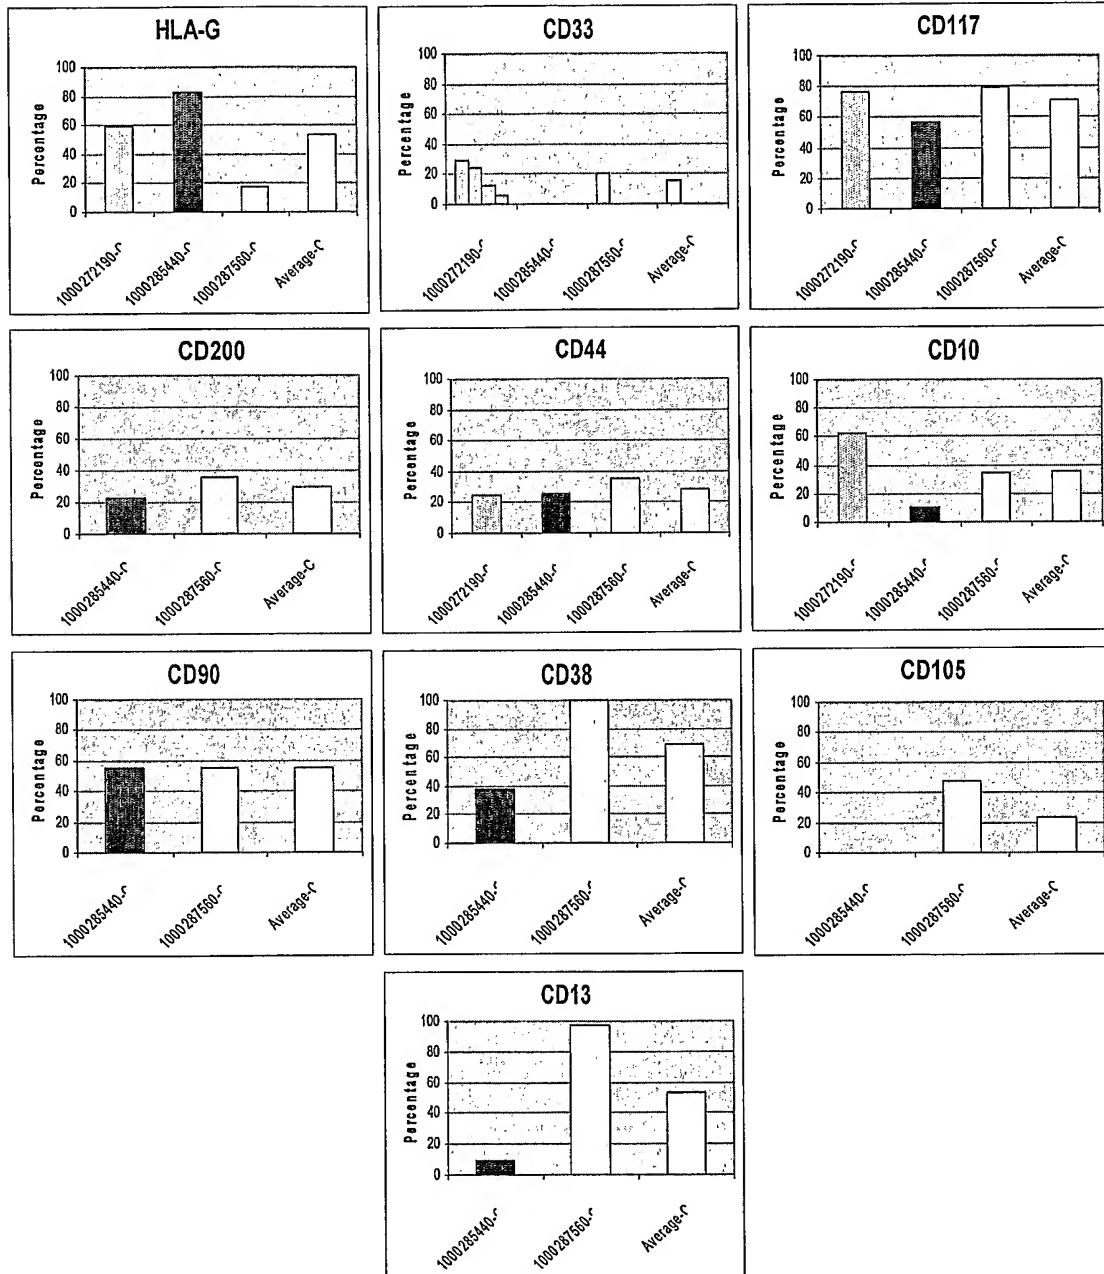 HLA-G
Percentage
100
80
60
40
20
0
1000272190-C
1000285440-C
1000287560-C
Average-C
CD33
Percentage
100
80
60
40
20
0
1000272190-C
1000285440-C
1000287560-C
Average-C
CD117
Percentage
100
80
60
40
20
0
1000272190-C
1000285440-C
1000287560-C
Average-C
CD200
Percentage
100
80
60
40
20
0
1000285440-C
1000287560-C
Average-C
CD44
Percentage
100
80
60
40
20
0
1000272190-C
1000285440-C
1000287560-C
Average-C
CD10
Percentage
100
80
60
40
20
0
1000272190-C
1000285440-C
1000287560-C
Average-C
CD90
Percentage
100
80
60
40
20
0
1000285440-C
1000287560-C
Average-C
CD38
Percentage
100
80
60
40
20
0
1000285440-C
1000287560-C
Average-C
CD105
Percentage
100
80
60
40
20
0
1000285440-C
1000287560-C
Average-C
CD13
Percentage
100
80
60
40
20
0
1000285440-C
1000287560-C
Average-C